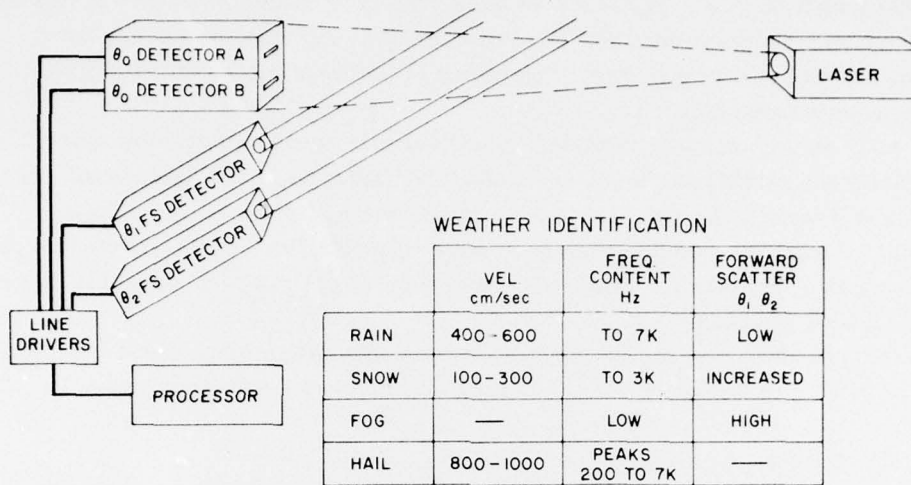 θ₀ DETECTOR A
θ₀ DETECTOR B
LASER
θ₁ FS DETECTOR
θ₂ FS DETECTOR
LINE
DRIVERS
PROCESSOR
WEATHER IDENTIFICATION
VEL
cm/sec
FREQ.
CONTENT
Hz
FORWARD
SCATTER
θ₁ θ₂
RAIN 400-600 TO 7K LOW
SNOW 100-300 TO 3K INCREASED
FOG — LOW HIGH
HAIL 800-1000 PEAKS
200 TO 7K —